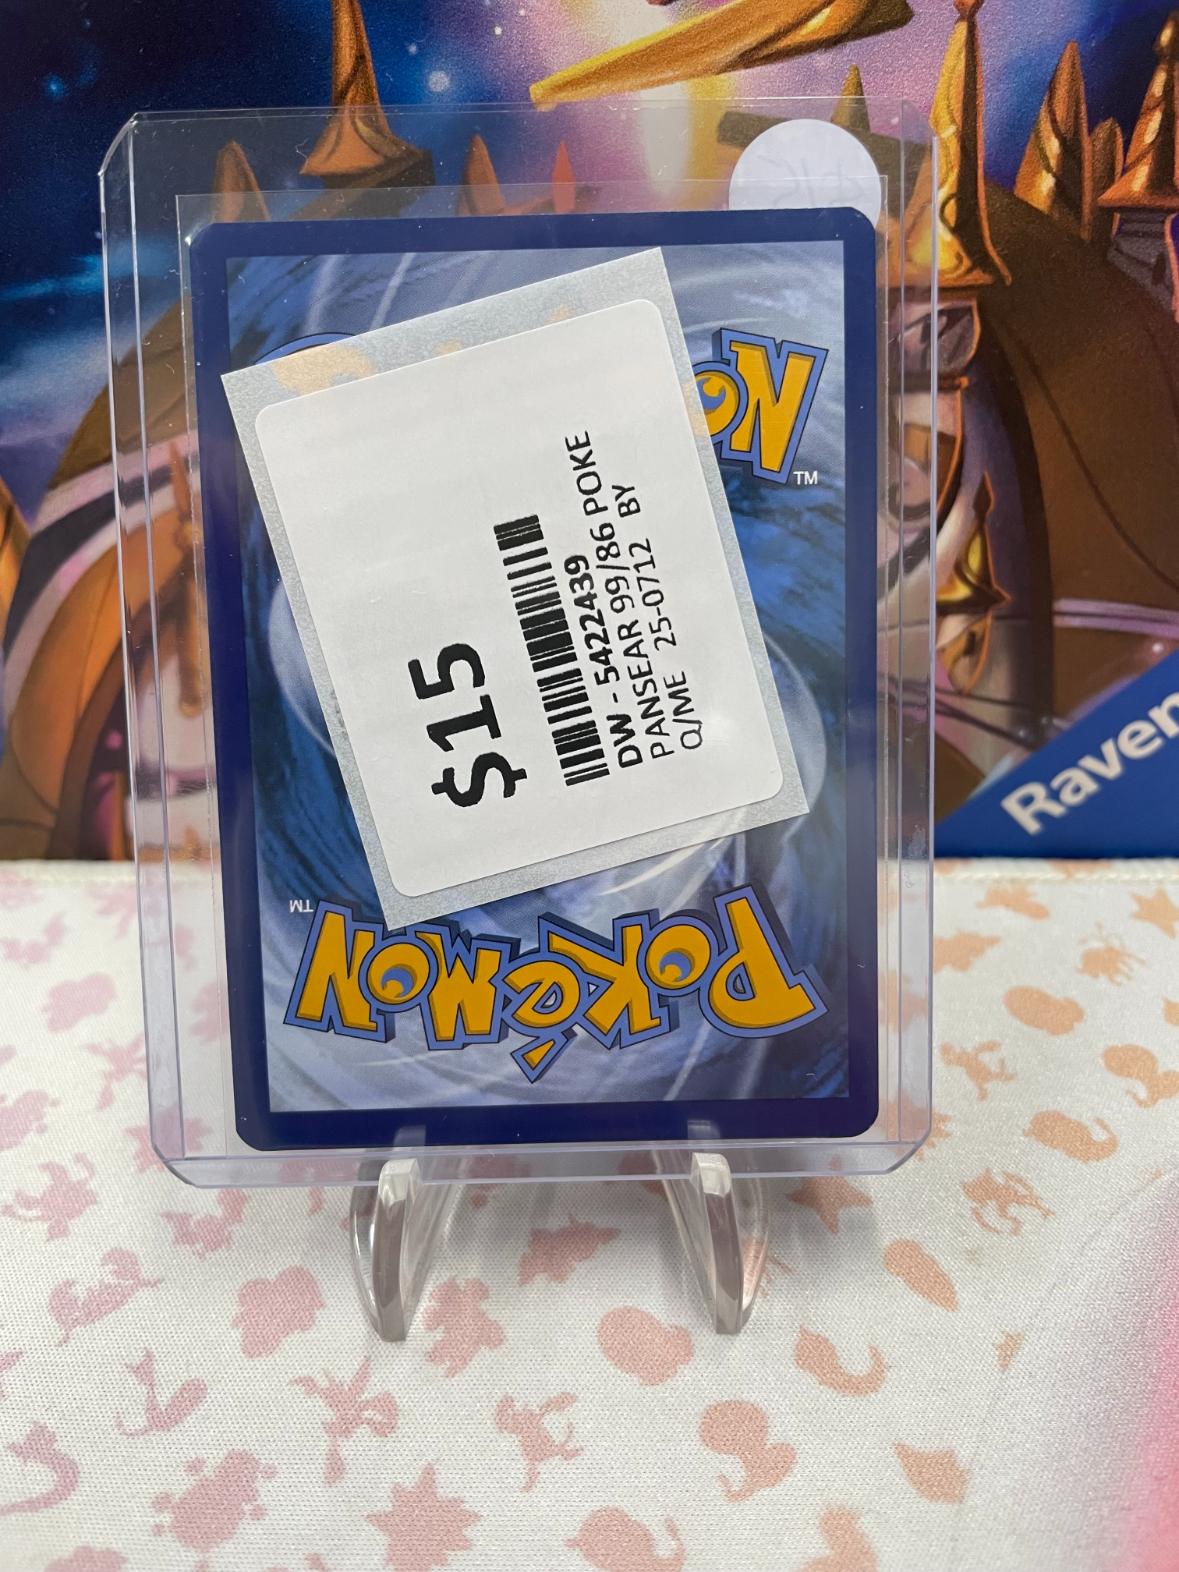 $15
DW - 5422439
PANSEAR 99/86 POKE
Q/ME 25-0712 BY
TM
TM
POKéMON
Raven